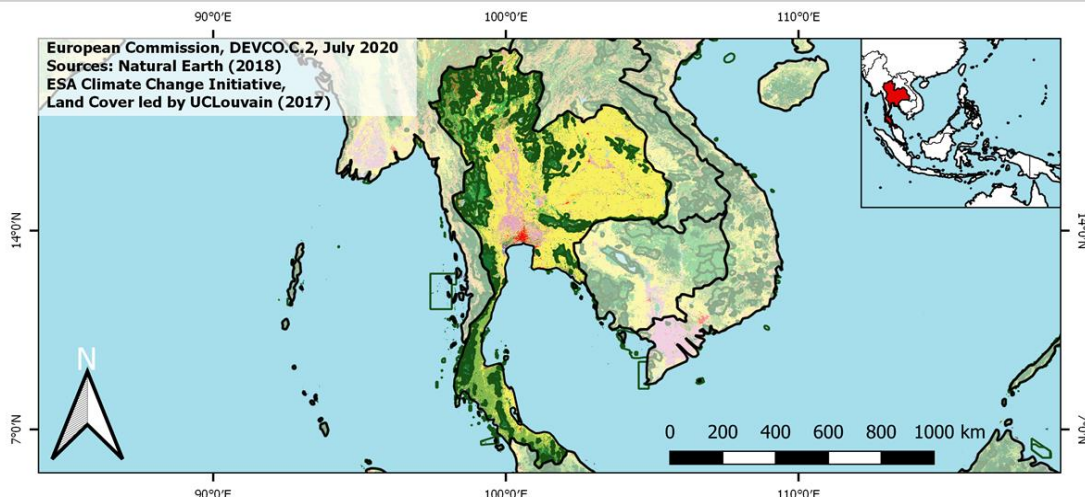 90°0'E 100°0'E 110°0'E
European Commission, DEVCO.C.2, July 2020
Sources: Natural Earth (2018)
ESA Climate Change Initiative,
Land Cover led by UCLouvain (2017)
14°0'N 14°0'N
N
0 200 400 600 800 1000 km
7°0'N 7°0'N
90°0'E 100°0'E 110°0'E